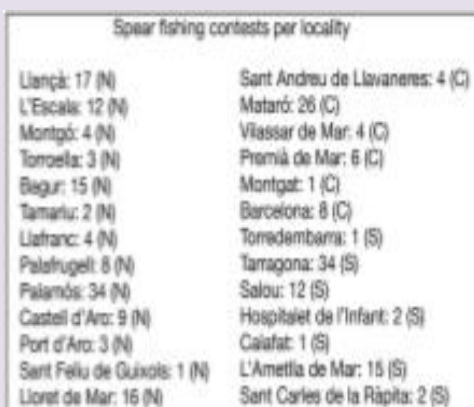 Spear fishing contests per locality
Llançà: 17 (N)
L'Escala: 12 (N)
Montgó: 4 (N)
Torroella: 3 (N)
Begur: 15 (N)
Tamariu: 2 (N)
Llafranc: 4 (N)
Palafrugell: 8 (N)
Palamós: 34 (N)
Castell d'Aro: 9 (N)
Port d'Aro: 3 (N)
Sant Feliu de Guixols: 1 (N)
Lloret de Mar: 16 (N)
Sant Andreu de Llavaneres: 4 (C)
Mataró: 26 (C)
Vilassar de Mar: 4 (C)
Premià de Mar: 6 (C)
Montgat: 1 (C)
Barcelona: 8 (C)
Torredembarra: 1 (S)
Tarragona: 34 (S)
Salou: 12 (S)
Hospitalet de l'Infant: 2 (S)
Calafat: 1 (S)
L'Ametlla de Mar: 15 (S)
Sant Carles de la Ràpita: 2 (S)